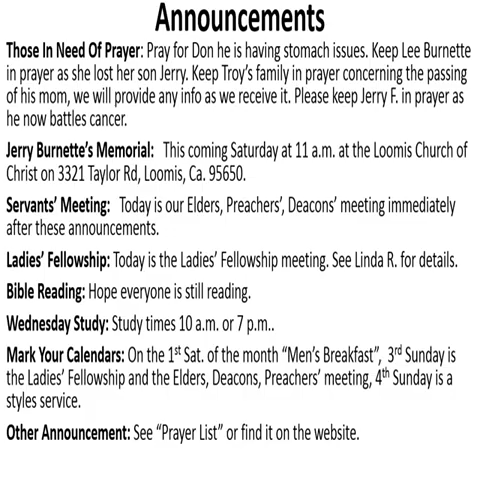 Announcements
Those In Need Of Prayer: Pray for Don he is having stomach issues. Keep Lee Burnette
in prayer as she lost her son Jerry. Keep Troy's family in prayer concerning the passing
of his mom, we will provide any info as we receive it. Please keep Jerry F. in prayer as
he now battles cancer.
Jerry Burnette's Memorial: This coming Saturday at 11 a.m. at the Loomis Church of
Christ on 3321 Taylor Rd, Loomis, Ca. 95650.
Servants' Meeting: Today is our Elders, Preachers', Deacons' meeting immediately
after these announcements.
Ladies' Fellowship: Today is the Ladies' Fellowship meeting. See Linda R. for details.
Bible Reading: Hope everyone is still reading.
Wednesday Study: Study times 10 a.m. or 7 p.m..
Mark Your Calendars: On the 1st Sat. of the month "Men's Breakfast", 3rd Sunday is
the Ladies' Fellowship and the Elders, Deacons, Preachers' meeting, 4th Sunday is a
styles service.
Other Announcement: See "Prayer List" or find it on the website.